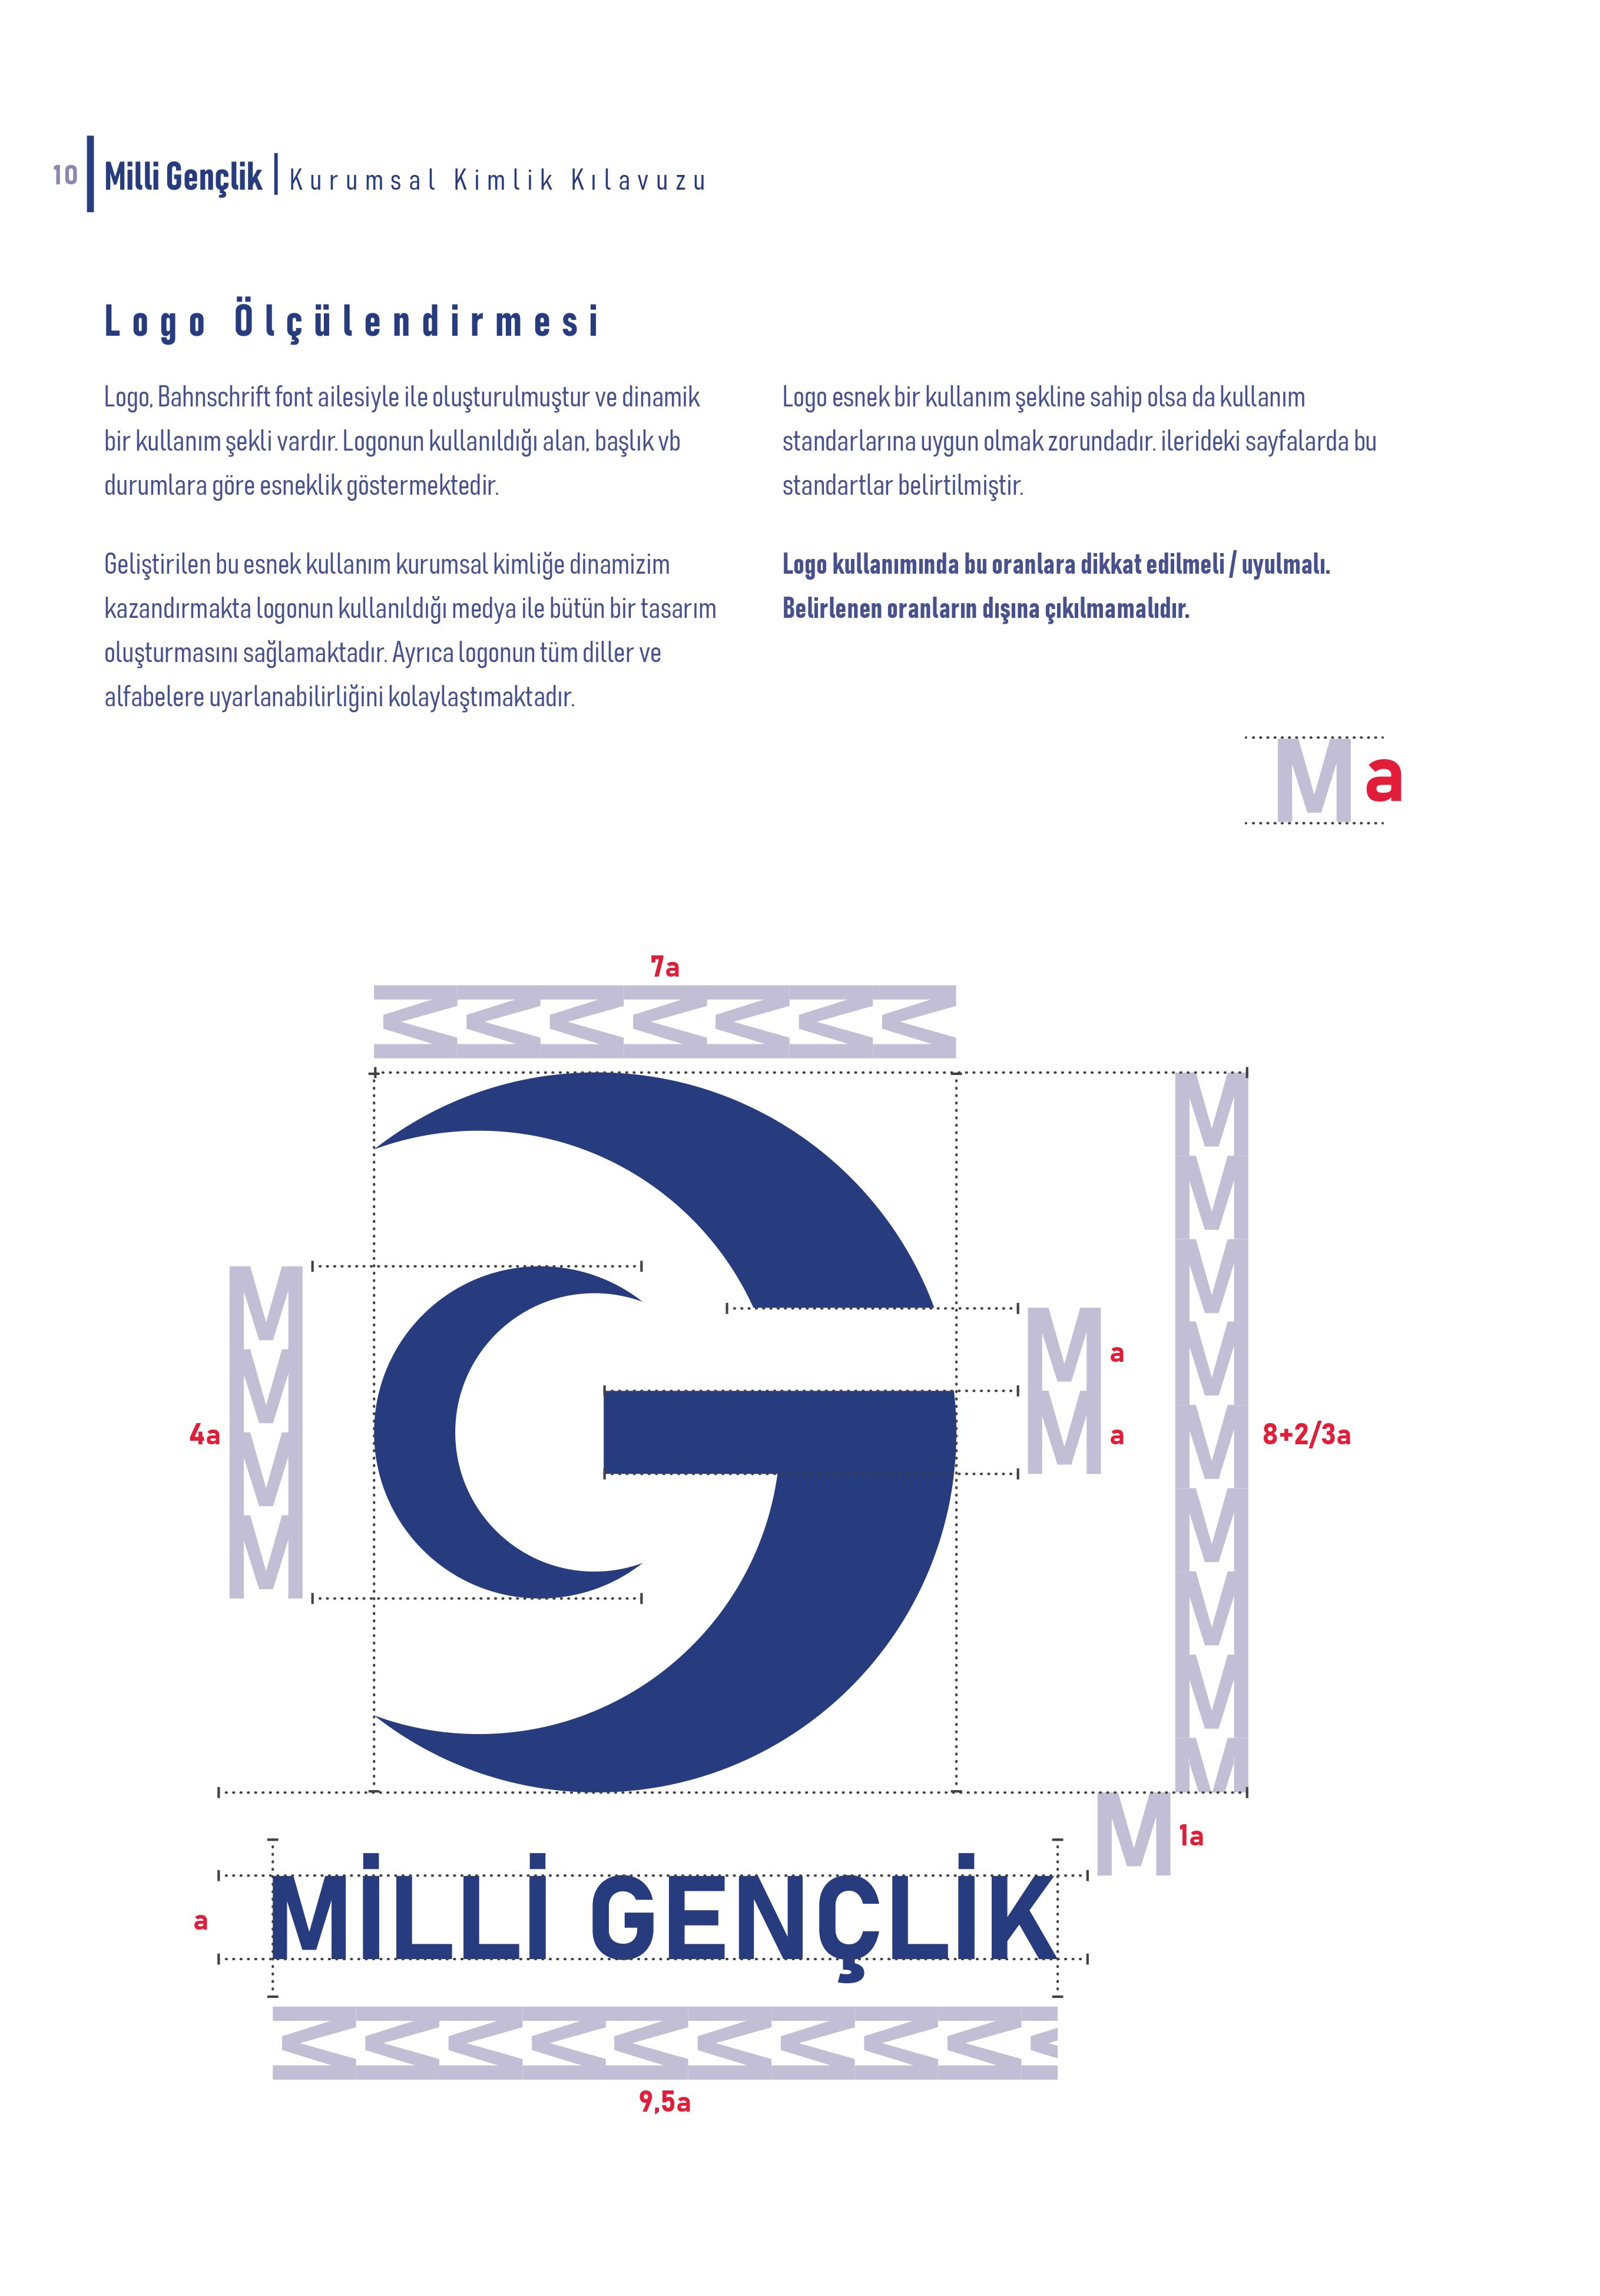 10
Milli Gençlik | Kurumsal Kimlik Kılavuzu
Logo Ölçülendirmesi
Logo, Bahnschrift font ailesiyle ile oluşturulmuştur ve dinamik
bir kullanım şekli vardır. Logonun kullanıldığı alan, başlık vb
durumlara göre esneklik göstermektedir.
Geliştirilen bu esnek kullanım kurumsal kimliğe dinamizim
kazandırmakta logonun kullanıldığı medya ile bütün bir tasarım
oluşturmasını sağlamaktadır. Ayrıca logonun tüm diller ve
alfabelere uyarlanabilirliğini kolaylaştımaktadır.
Logo esnek bir kullanım şekline sahip olsa da kullanım
standarlarına uygun olmak zorundadır. ilerideki sayfalarda bu
standartlar belirtilmiştir.
Logo kullanımında bu oranlara dikkat edilmeli / uyulmalı.
Belirlenen oranların dışına çıkılmamalıdır.
M a
7a
M M M M M M M
M
M
M
M
4a
M a
M a
M
M
M
M
M
M
M
M
M
8+2/3a
M 1a
a
MİLLİ GENÇLİK
M M M M M M M M M M
9,5a